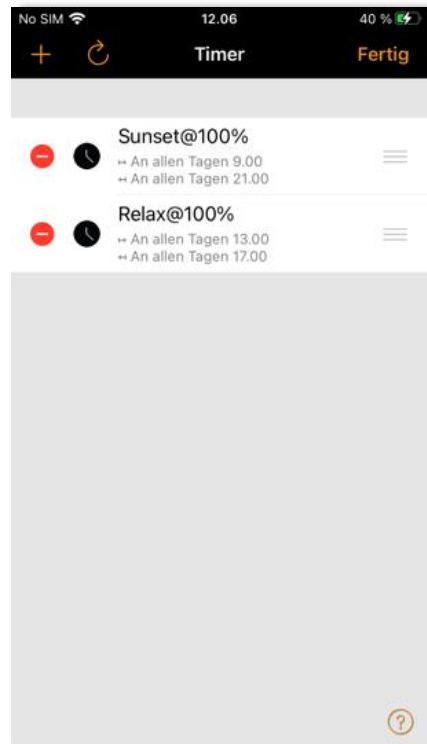 No SIM 12.06 40 %
Timer Fertig
Sunset@100%
↦ An allen Tagen 9.00
↤ An allen Tagen 21.00
Relax@100%
↦ An allen Tagen 13.00
↤ An allen Tagen 17.00
?